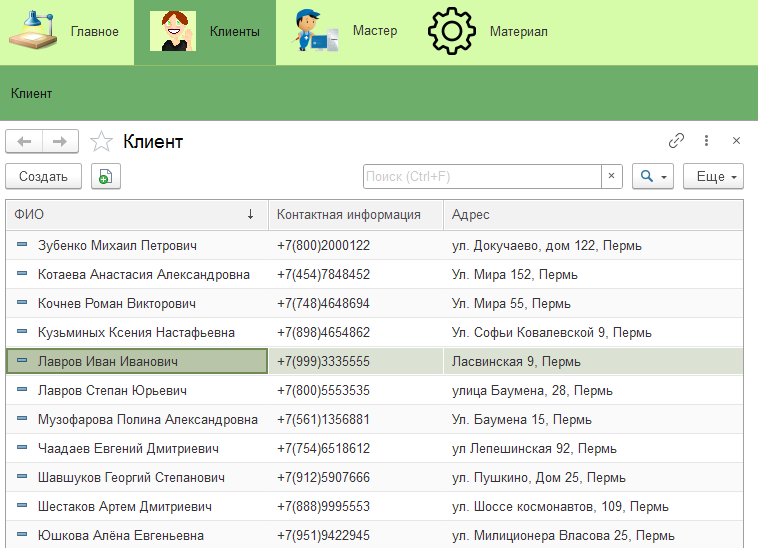 Главное Клиенты Мастер Материал
Клиент
Клиент
Создать Поиск (Ctrl+F) × Еще
ФИО ↓ Контактная информация Адрес
Зубенко Михаил Петрович +7(800)2000122 ул. Докучаево, дом 122, Пермь
Котаева Анастасия Александровна +7(454)7848452 Ул. Мира 152, Пермь
Кочнев Роман Викторович +7(748)4648694 Ул. Мира 55, Пермь
Кузьминых Ксения Настафьевна +7(898)4654862 Ул. Софьи Ковалевской 9, Пермь
Лавров Иван Иванович +7(999)3335555 Ласвинская 9, Пермь
Лавров Степан Юрьевич +7(800)5553535 улица Баумена, 28, Пермь
Музофарова Полина Александровна +7(561)1356881 Ул. Баумена 15, Пермь
Чаадаев Евгений Дмитриевич +7(754)6518612 ул Лепешинская 92, Пермь
Шавшуков Георгий Степанович +7(912)5907666 ул. Пушкино, Дом 25, Пермь
Шестаков Артем Дмитриевич +7(888)9995553 ул. Шоссе космонавтов, 109, Пермь
Юшкова Алёна Евгеньевна +7(951)9422945 ул. Милиционера Власова 25, Пермь